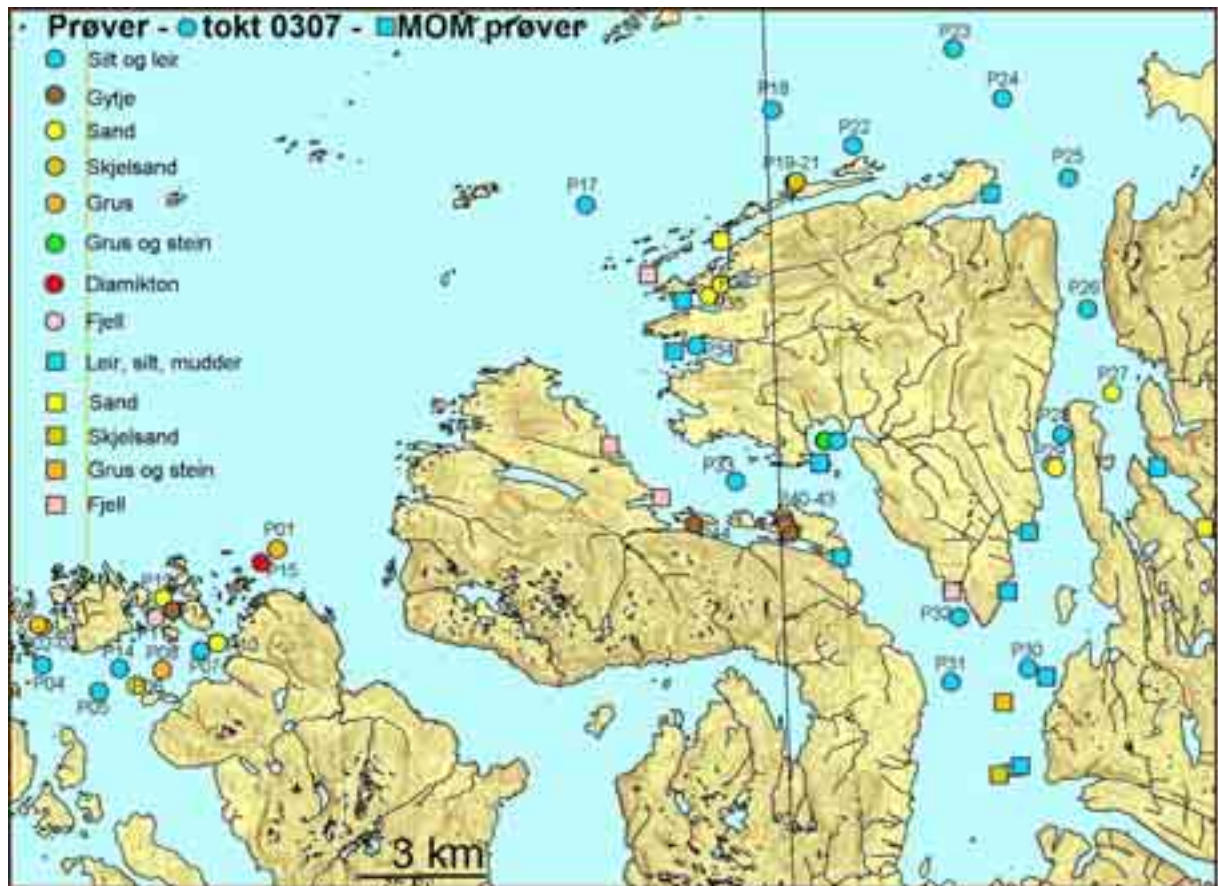 Prøver - tokt 0307 - MOM prøver
Silt og leir
Gytje
Sand
Skjelsand
Grus
Grus og stein
Diamikton
Fjell
Leir, silt, mudder
Sand
Skjelsand
Grus og stein
Fjell
P23
P24
P18
P22
P19-21
P25
P17
P26
P27
P33
P01
P15
P32
P14
P08
P07
P04
P31
P30
3 km